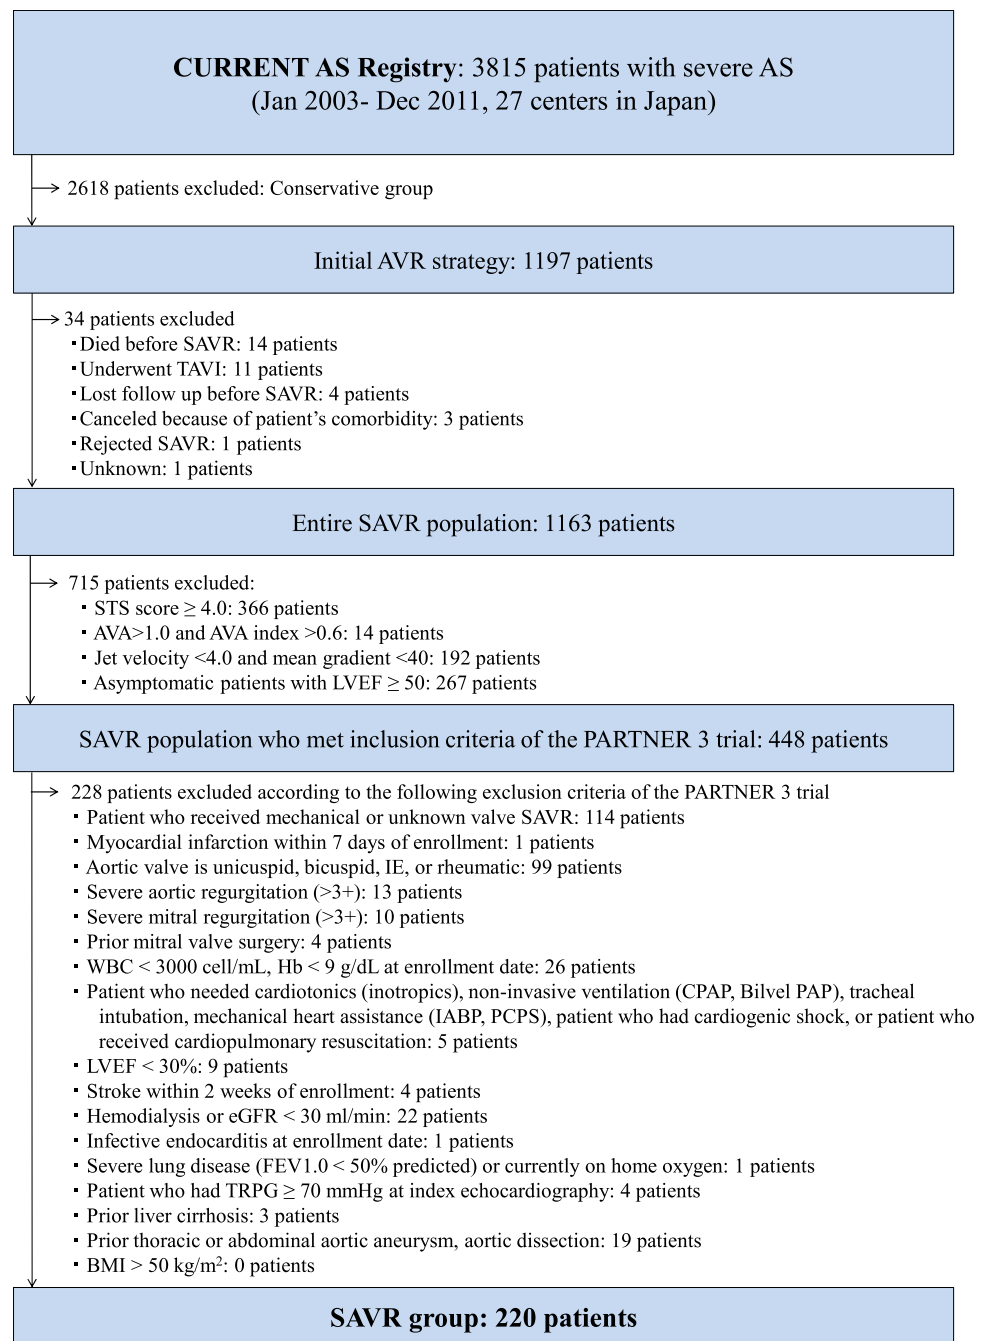 CURRENT AS Registry: 3815 patients with severe AS
(Jan 2003- Dec 2011, 27 centers in Japan)
2618 patients excluded: Conservative group
Initial AVR strategy: 1197 patients
34 patients excluded
▪Died before SAVR: 14 patients
▪Underwent TAVI: 11 patients
▪Lost follow up before SAVR: 4 patients
▪Canceled because of patient’s comorbidity: 3 patients
▪Rejected SAVR: 1 patients
▪Unknown: 1 patients
Entire SAVR population: 1163 patients
715 patients excluded:
▪ STS score ≥ 4.0: 366 patients
▪ AVA>1.0 and AVA index >0.6: 14 patients
▪ Jet velocity <4.0 and mean gradient <40: 192 patients
▪ Asymptomatic patients with LVEF ≥ 50: 267 patients
SAVR population who met inclusion criteria of the PARTNER 3 trial: 448 patients
228 patients excluded according to the following exclusion criteria of the PARTNER 3 trial
▪ Patient who received mechanical or unknown valve SAVR: 114 patients
▪ Myocardial infarction within 7 days of enrollment: 1 patients
▪ Aortic valve is unicuspid, bicuspid, IE, or rheumatic: 99 patients
▪ Severe aortic regurgitation (>3+): 13 patients
▪ Severe mitral regurgitation (>3+): 10 patients
▪ Prior mitral valve surgery: 4 patients
▪ WBC < 3000 cell/mL, Hb < 9 g/dL at enrollment date: 26 patients
▪ Patient who needed cardiotonics (inotropics), non-invasive ventilation (CPAP, Bilvel PAP), tracheal
intubation, mechanical heart assistance (IABP, PCPS), patient who had cardiogenic shock, or patient who
received cardiopulmonary resuscitation: 5 patients
▪ LVEF < 30%: 9 patients
▪ Stroke within 2 weeks of enrollment: 4 patients
▪ Hemodialysis or eGFR < 30 ml/min: 22 patients
▪ Infective endocarditis at enrollment date: 1 patients
▪ Severe lung disease (FEV1.0 < 50% predicted) or currently on home oxygen: 1 patients
▪ Patient who had TRPG ≥ 70 mmHg at index echocardiography: 4 patients
▪ Prior liver cirrhosis: 3 patients
▪ Prior thoracic or abdominal aortic aneurysm, aortic dissection: 19 patients
▪ BMI > 50 kg/m²: 0 patients
SAVR group: 220 patients